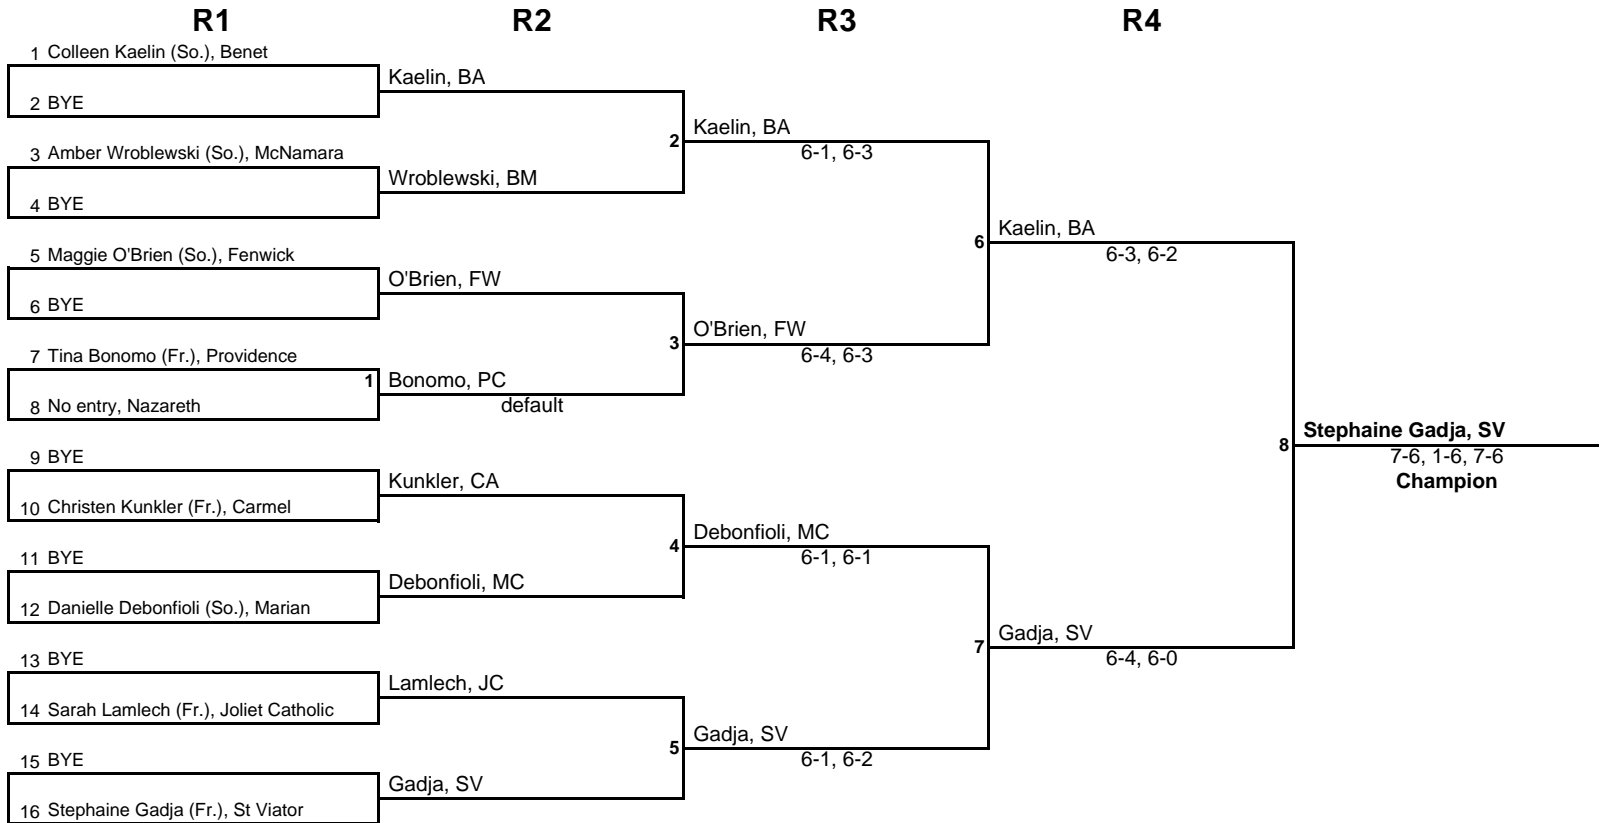 R1 R2 R3 R4
1 Colleen Kaelin (So.), Benet
Kaelin, BA
2 BYE
2 Kaelin, BA
6-1, 6-3
3 Amber Wroblewski (So.), McNamara
Wroblewski, BM
4 BYE
6 Kaelin, BA
6-3, 6-2
5 Maggie O'Brien (So.), Fenwick
O'Brien, FW
6 BYE
3 O'Brien, FW
6-4, 6-3
7 Tina Bonomo (Fr.), Providence
1 Bonomo, PC
default
8 No entry, Nazareth
8 Stephaine Gadja, SV
7-6, 1-6, 7-6
Champion
9 BYE
Kunkler, CA
10 Christen Kunkler (Fr.), Carmel
4 Debonfioli, MC
6-1, 6-1
11 BYE
Debonfioli, MC
12 Danielle Debonfioli (So.), Marian
7 Gadja, SV
6-4, 6-0
13 BYE
Lamlech, JC
14 Sarah Lamlech (Fr.), Joliet Catholic
5 Gadja, SV
6-1, 6-2
15 BYE
Gadja, SV
16 Stephaine Gadja (Fr.), St Viator